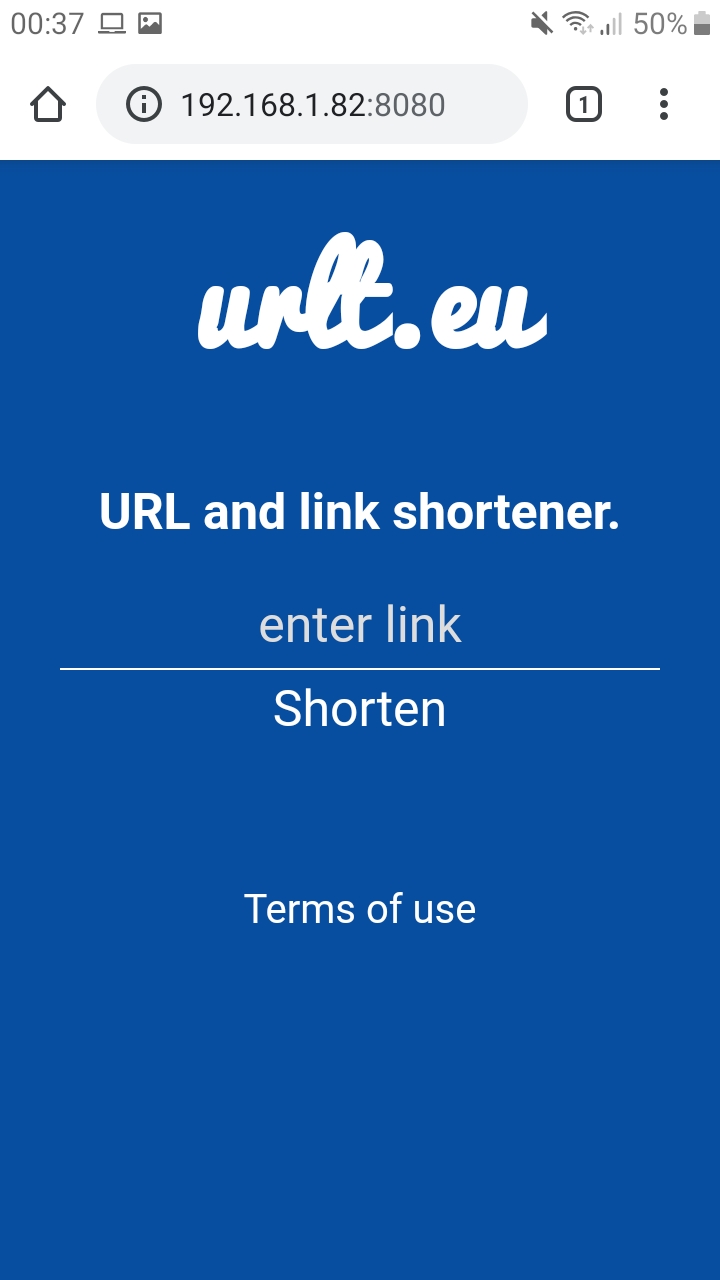 00:37 50%
192.168.1.82:8080 1
urlt.eu
URL and link shortener.
enter link
Shorten
Terms of use